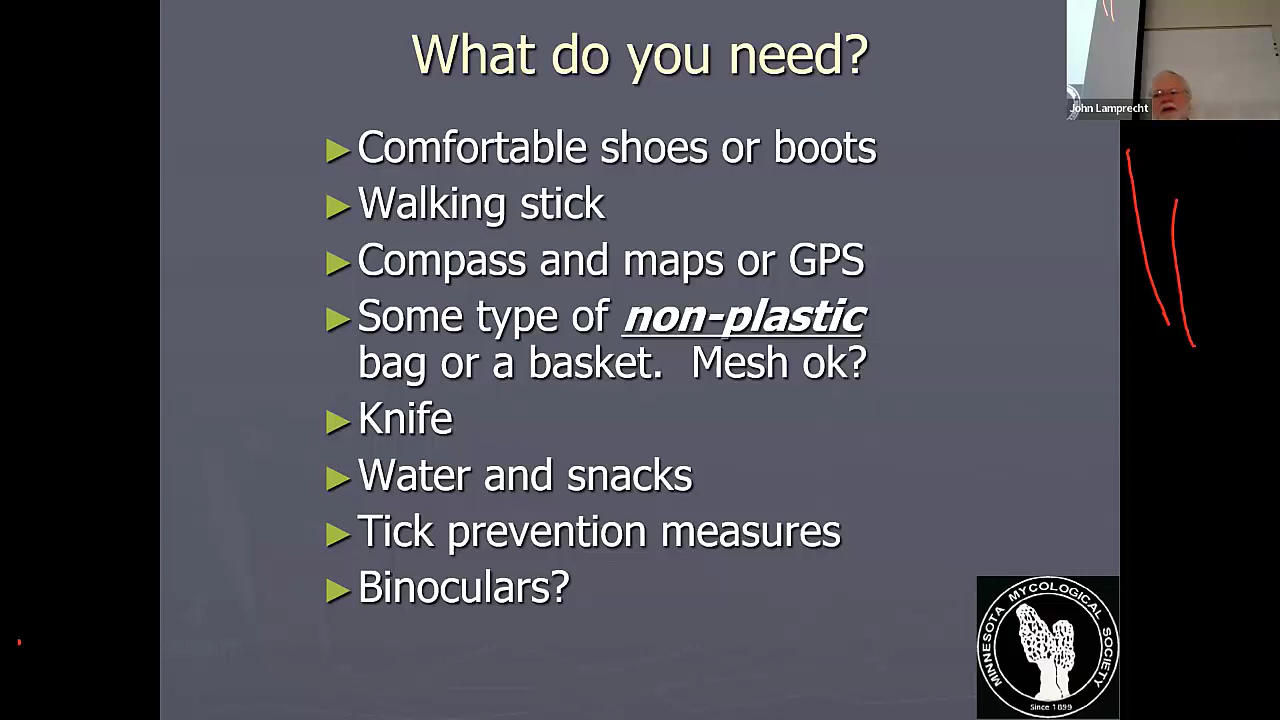 What do you need?
John Lamprecht
►Comfortable shoes or boots
►Walking stick
►Compass and maps or GPS
►Some type of non-plastic
bag or a basket. Mesh ok?
►Knife
►Water and snacks
►Tick prevention measures
►Binoculars?
MINNESOTA MYCOLOGICAL SOCIETY
Since 1899